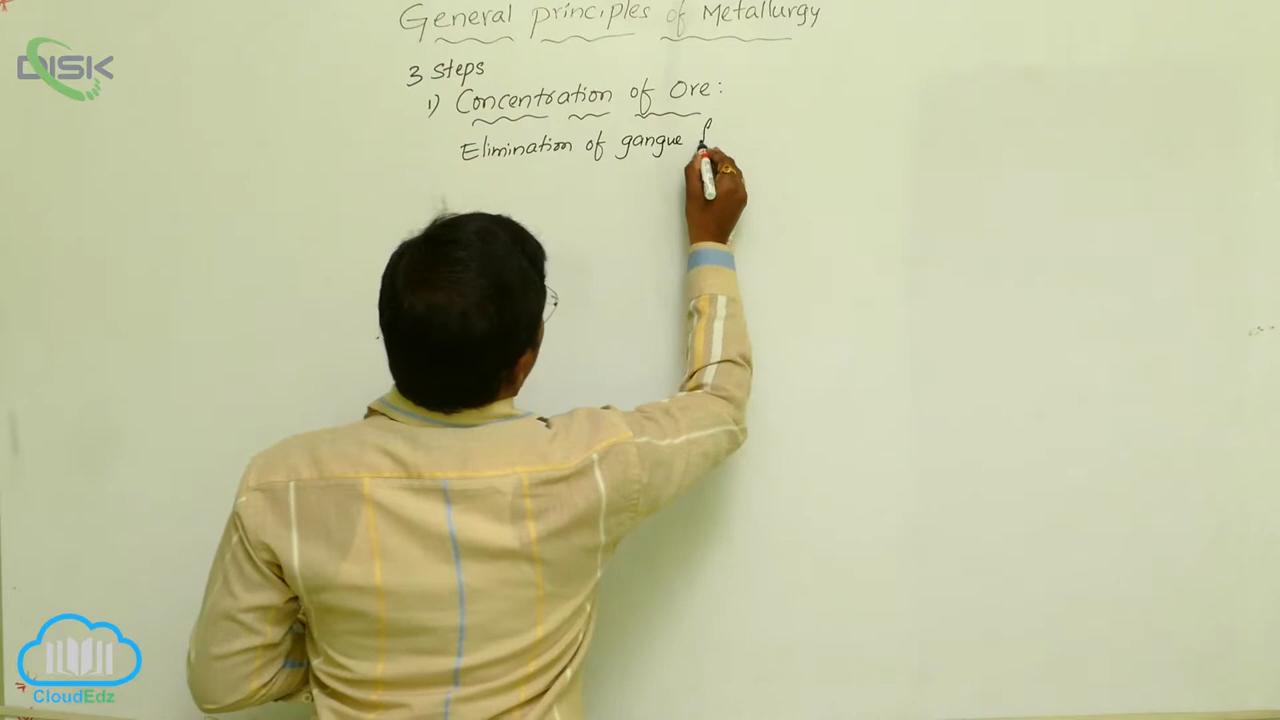 General principles of Metallurgy
DISK
3 Steps
1) Concentration of Ore:
Elimination of gangue
CloudEdz